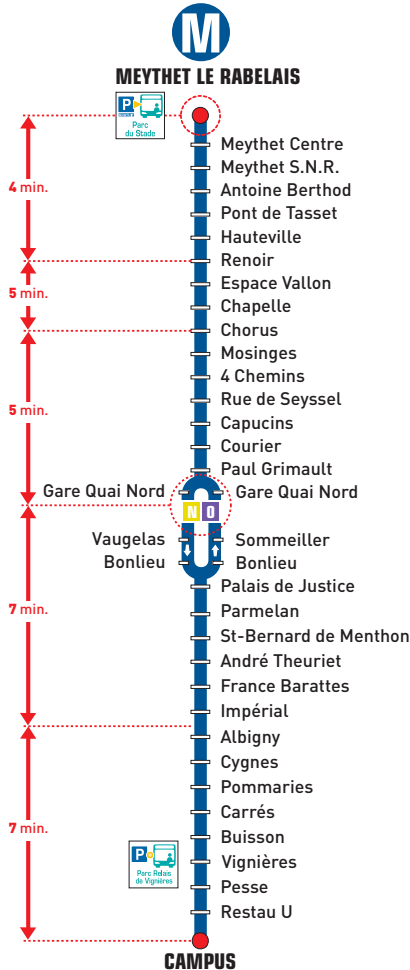 M
MEYTHET LE RABELAIS
P
Parc
du Stade
Meythet Centre
Meythet S.N.R.
Antoine Berthod
4 min.
Pont de Tasset
Hauteville
Renoir
Espace Vallon
5 min.
Chapelle
Chorus
Mosinges
4 Chemins
Rue de Seyssel
5 min.
Capucins
Courier
Paul Grimault
Gare Quai Nord
Gare Quai Nord
N O
Vaugelas
Sommeiller
Bonlieu
Bonlieu
Palais de Justice
7 min.
Parmelan
St-Bernard de Menthon
André Theuriet
France Barattes
Impérial
Albigny
Cygnes
Pommaries
Carrés
7 min.
Buisson
P
Vignières
Parc Relais
de Vignières
Pesse
Restau U
CAMPUS